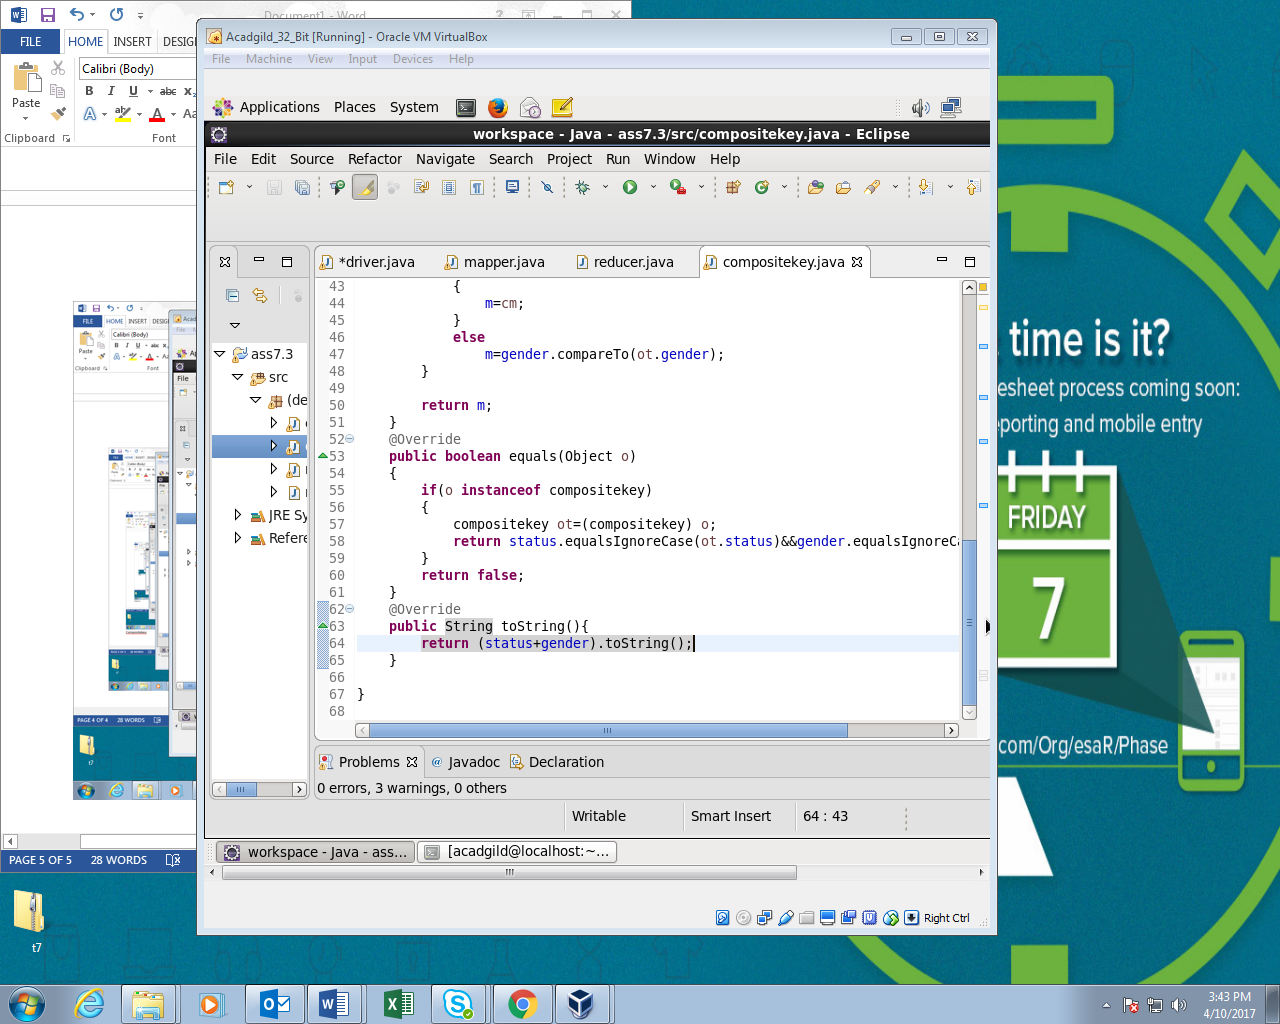 Document1 - Word
FILE HOME INSERT DESIG
Calibri (Body)
Paste
B I U abc
Clipboard
Font
Acadgild_32_Bit [Running] - Oracle VM VirtualBox
File Machine View Input Devices Help
Applications Places System
workspace - Java - ass7.3/src/compositekey.java - Eclipse
File Edit Source Refactor Navigate Search Project Run Window Help
*driver.java mapper.java reducer.java compositekey.java
ass7.3
src
(de
JRE Sy
Refere
43 {
44 m=cm;
45 }
46 else
47 m=gender.compareTo(ot.gender);
48 }
49
50 return m;
51 }
52 @Override
53 public boolean equals(Object o)
54 {
55 if(o instanceof compositekey)
56 {
57 compositekey ot=(compositekey) o;
58 return status.equalsIgnoreCase(ot.status)&&gender.equalsIgnoreCa
59 }
60 return false;
61 }
62 @Override
63 public String toString(){
64 return (status+gender).toString();
65 }
66
67 }
68
Problems Javadoc Declaration
0 errors, 3 warnings, 0 others
Writable Smart Insert 64 : 43
workspace - Java - ass... [acadgild@localhost:~...
Right Ctrl
PAGE 5 OF 5 28 WORDS
t7
time is it?
esheet process coming soon:
porting and mobile entry
FRIDAY
7
.com/Org/esaR/Phase
3:43 PM
4/10/2017